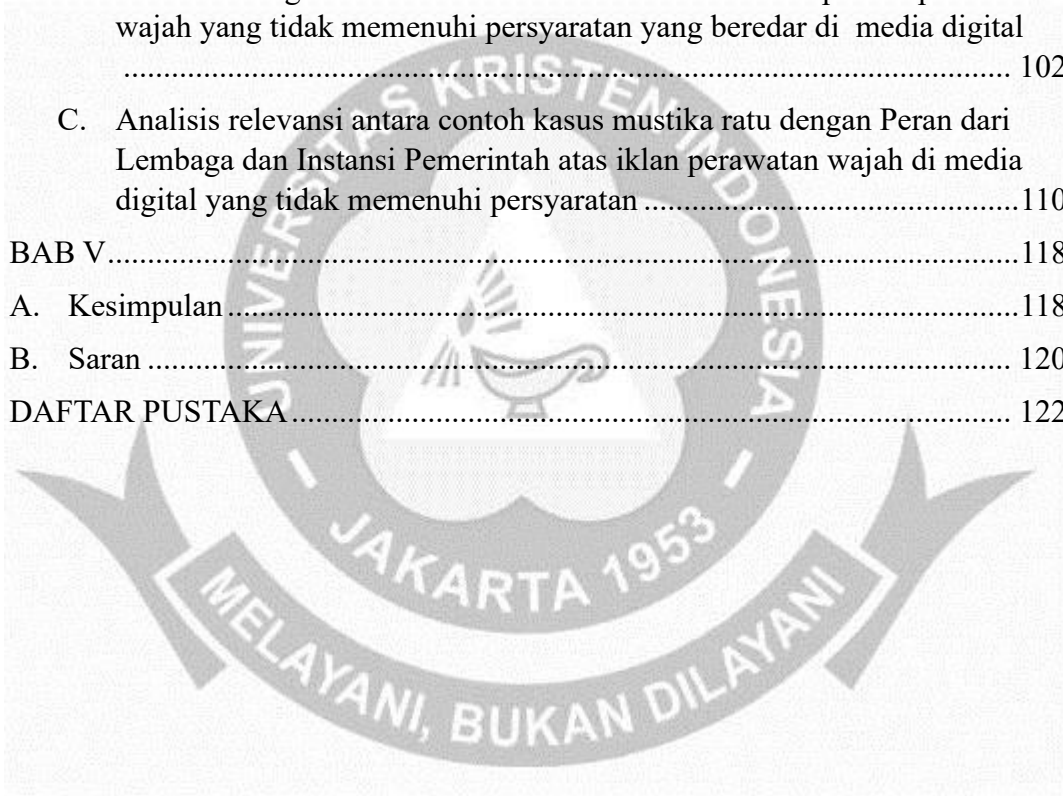 wajah yang tidak memenuhi persyaratan yang beredar di  media digital
............................................................................................................ 102
C. Analisis relevansi antara contoh kasus mustika ratu dengan Peran dari
Lembaga dan Instansi Pemerintah atas iklan perawatan wajah di media
digital yang tidak memenuhi persyaratan ..............................................110
BAB V...............................................................................................................118
A. Kesimpulan.................................................................................................118
B. Saran .......................................................................................................... 120
DAFTAR PUSTAKA........................................................................................ 122
UNIVERSITAS KRISTEN INDONESIA
JAKARTA 1953
MELAYANI, BUKAN DILAYANI